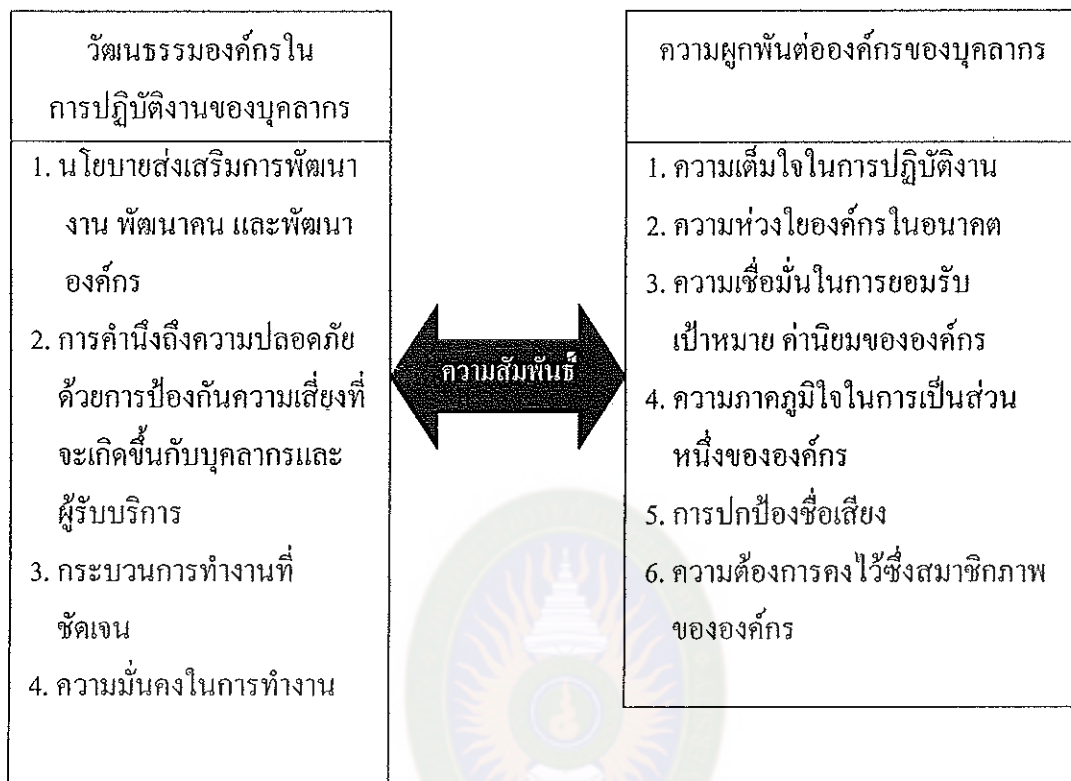 วัฒนธรรมองค์กรใน
การปฏิบัติงานของบุคลากร
1. นโยบายส่งเสริมการพัฒนา
งาน พัฒนาคน และพัฒนา
องค์กร
2. การคำนึงถึงความปลอดภัย
ด้วยการป้องกันความเสี่ยงที่
จะเกิดขึ้นกับบุคลากรและ
ผู้รับบริการ
3. กระบวนการทำงานที่
ชัดเจน
4. ความมั่นคงในการทำงาน
ความสัมพันธ์
ความผูกพันต่อองค์กรของบุคลากร
1. ความเต็มใจในการปฏิบัติงาน
2. ความห่วงใยองค์กรในอนาคต
3. ความเชื่อมั่นในการยอมรับ
เป้าหมาย ค่านิยมขององค์กร
4. ความภาคภูมิใจในการเป็นส่วน
หนึ่งขององค์กร
5. การปกป้องชื่อเสียง
6. ความต้องการคงไว้ซึ่งสมาชิกภาพ
ขององค์กร